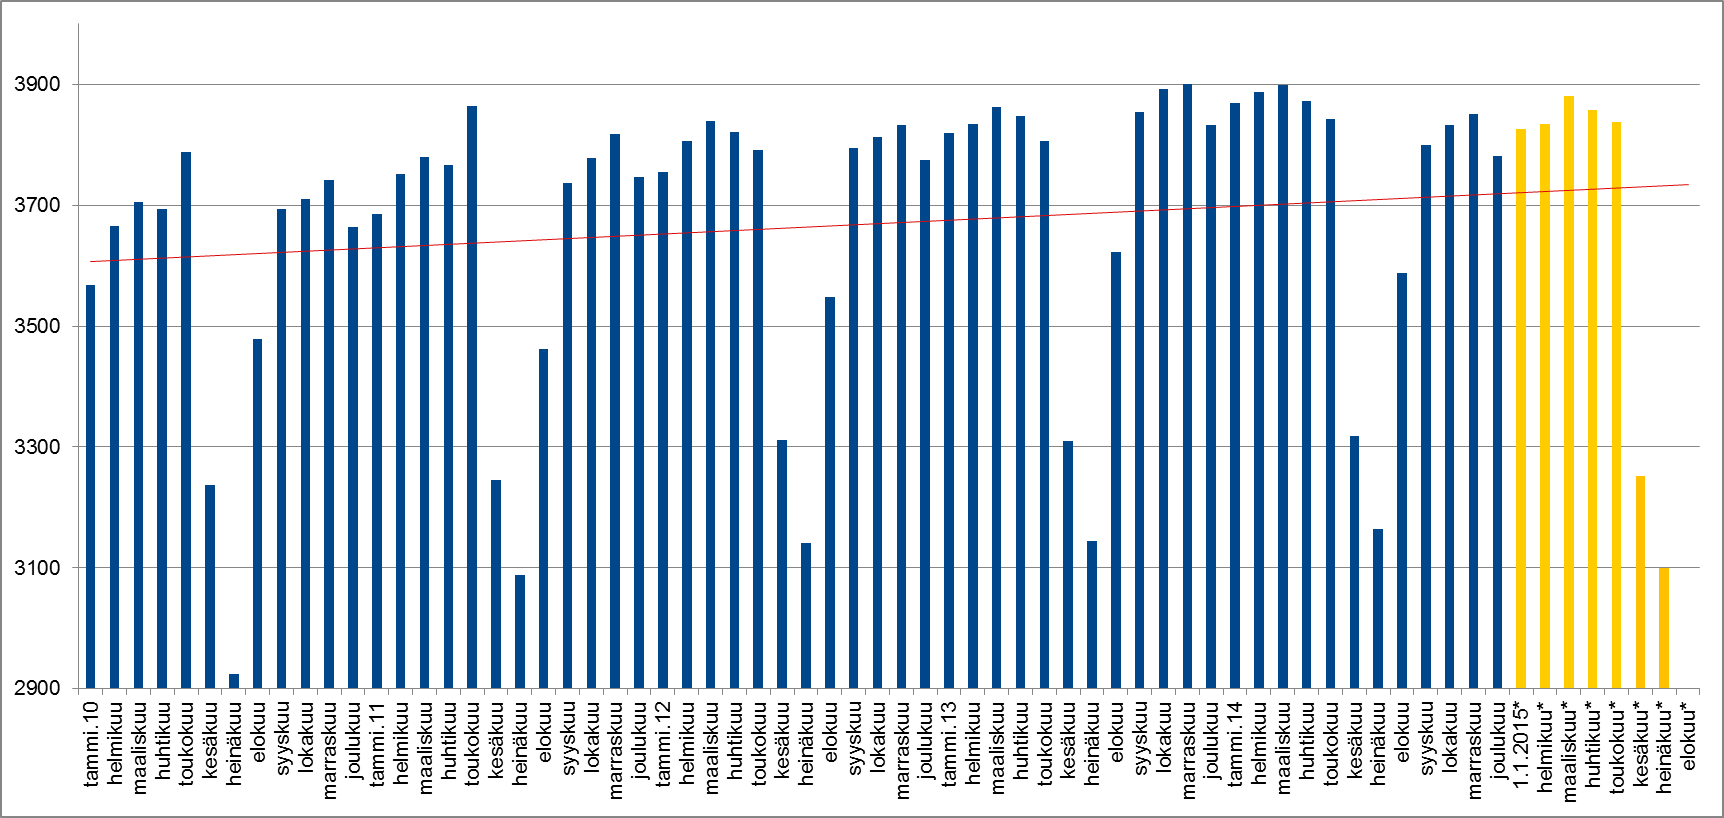 3900
3700
3500
3300
3100
2900
tammi.10
helmikuu
maaliskuu
huhtikuu
toukokuu
kesäkuu
heinäkuu
elokuu
syyskuu
lokakuu
marraskuu
joulukuu
tammi.11
helmikuu
maaliskuu
huhtikuu
toukokuu
kesäkuu
heinäkuu
elokuu
syyskuu
lokakuu
marraskuu
joulukuu
tammi.12
helmikuu
maaliskuu
huhtikuu
toukokuu
kesäkuu
heinäkuu
elokuu
syyskuu
lokakuu
marraskuu
joulukuu
tammi.13
helmikuu
maaliskuu
huhtikuu
toukokuu
kesäkuu
heinäkuu
elokuu
syyskuu
lokakuu
marraskuu
joulukuu
tammi.14
helmikuu
maaliskuu
huhtikuu
toukokuu
kesäkuu
heinäkuu
elokuu
syyskuu
lokakuu
marraskuu
joulukuu
1.1.2015*
helmikuu*
maaliskuu*
huhtikuu*
toukokuu*
kesäkuu*
heinäkuu*
elokuu*